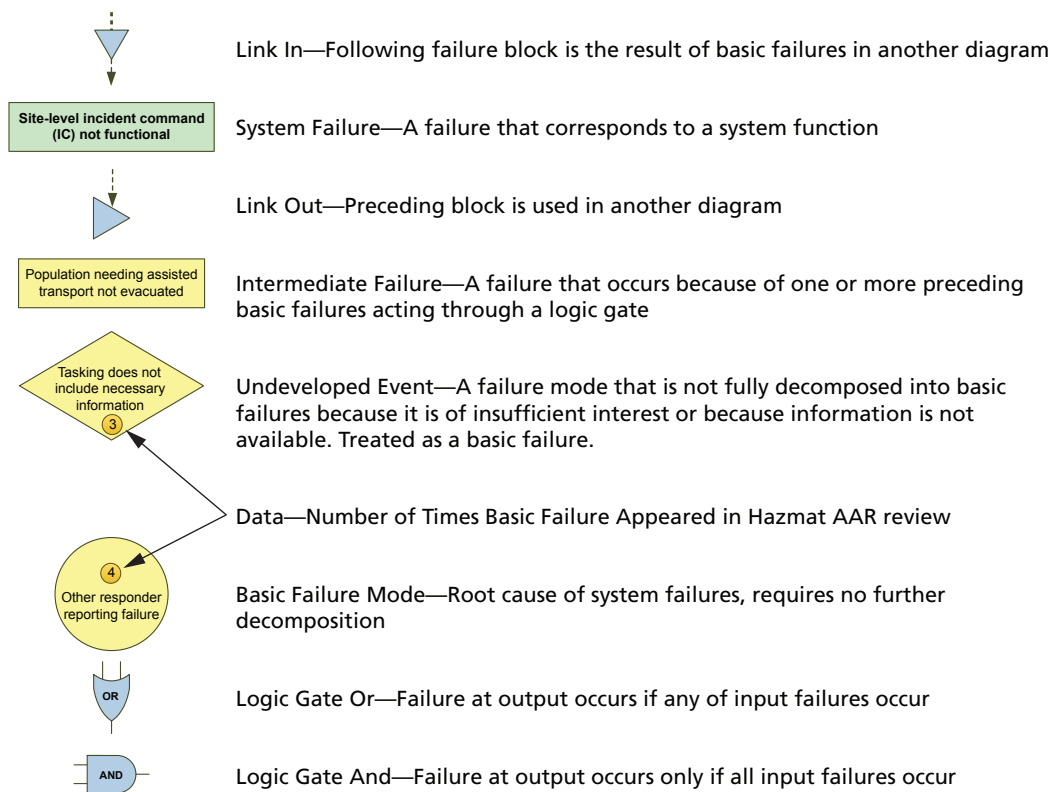 Link In—Following failure block is the result of basic failures in another diagram
Site-level incident command
(IC) not functional
System Failure—A failure that corresponds to a system function
Link Out—Preceding block is used in another diagram
Population needing assisted
transport not evacuated
Intermediate Failure—A failure that occurs because of one or more preceding
basic failures acting through a logic gate
Tasking does not
include necessary
information
3
Undeveloped Event—A failure mode that is not fully decomposed into basic
failures because it is of insufficient interest or because information is not
available. Treated as a basic failure.
Data—Number of Times Basic Failure Appeared in Hazmat AAR review
4
Other responder
reporting failure
Basic Failure Mode—Root cause of system failures, requires no further
decomposition
OR
Logic Gate Or—Failure at output occurs if any of input failures occur
AND
Logic Gate And—Failure at output occurs only if all input failures occur